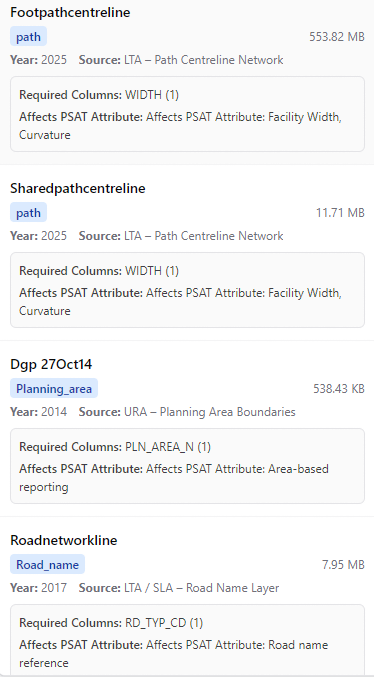 Footpathcentreline
path 553.82 MB
Year: 2025 Source: LTA – Path Centreline Network
Required Columns: WIDTH (1)
Affects PSAT Attribute: Affects PSAT Attribute: Facility Width,
Curvature
Sharedpathcentreline
path 11.71 MB
Year: 2025 Source: LTA – Path Centreline Network
Required Columns: WIDTH (1)
Affects PSAT Attribute: Affects PSAT Attribute: Facility Width,
Curvature
Dgp 27Oct14
Planning_area 538.43 KB
Year: 2014 Source: URA – Planning Area Boundaries
Required Columns: PLN_AREA_N (1)
Affects PSAT Attribute: Affects PSAT Attribute: Area-based
reporting
Roadnetworkline
Road_name 7.95 MB
Year: 2017 Source: LTA / SLA – Road Name Layer
Required Columns: RD_TYP_CD (1)
Affects PSAT Attribute: Affects PSAT Attribute: Road name
reference